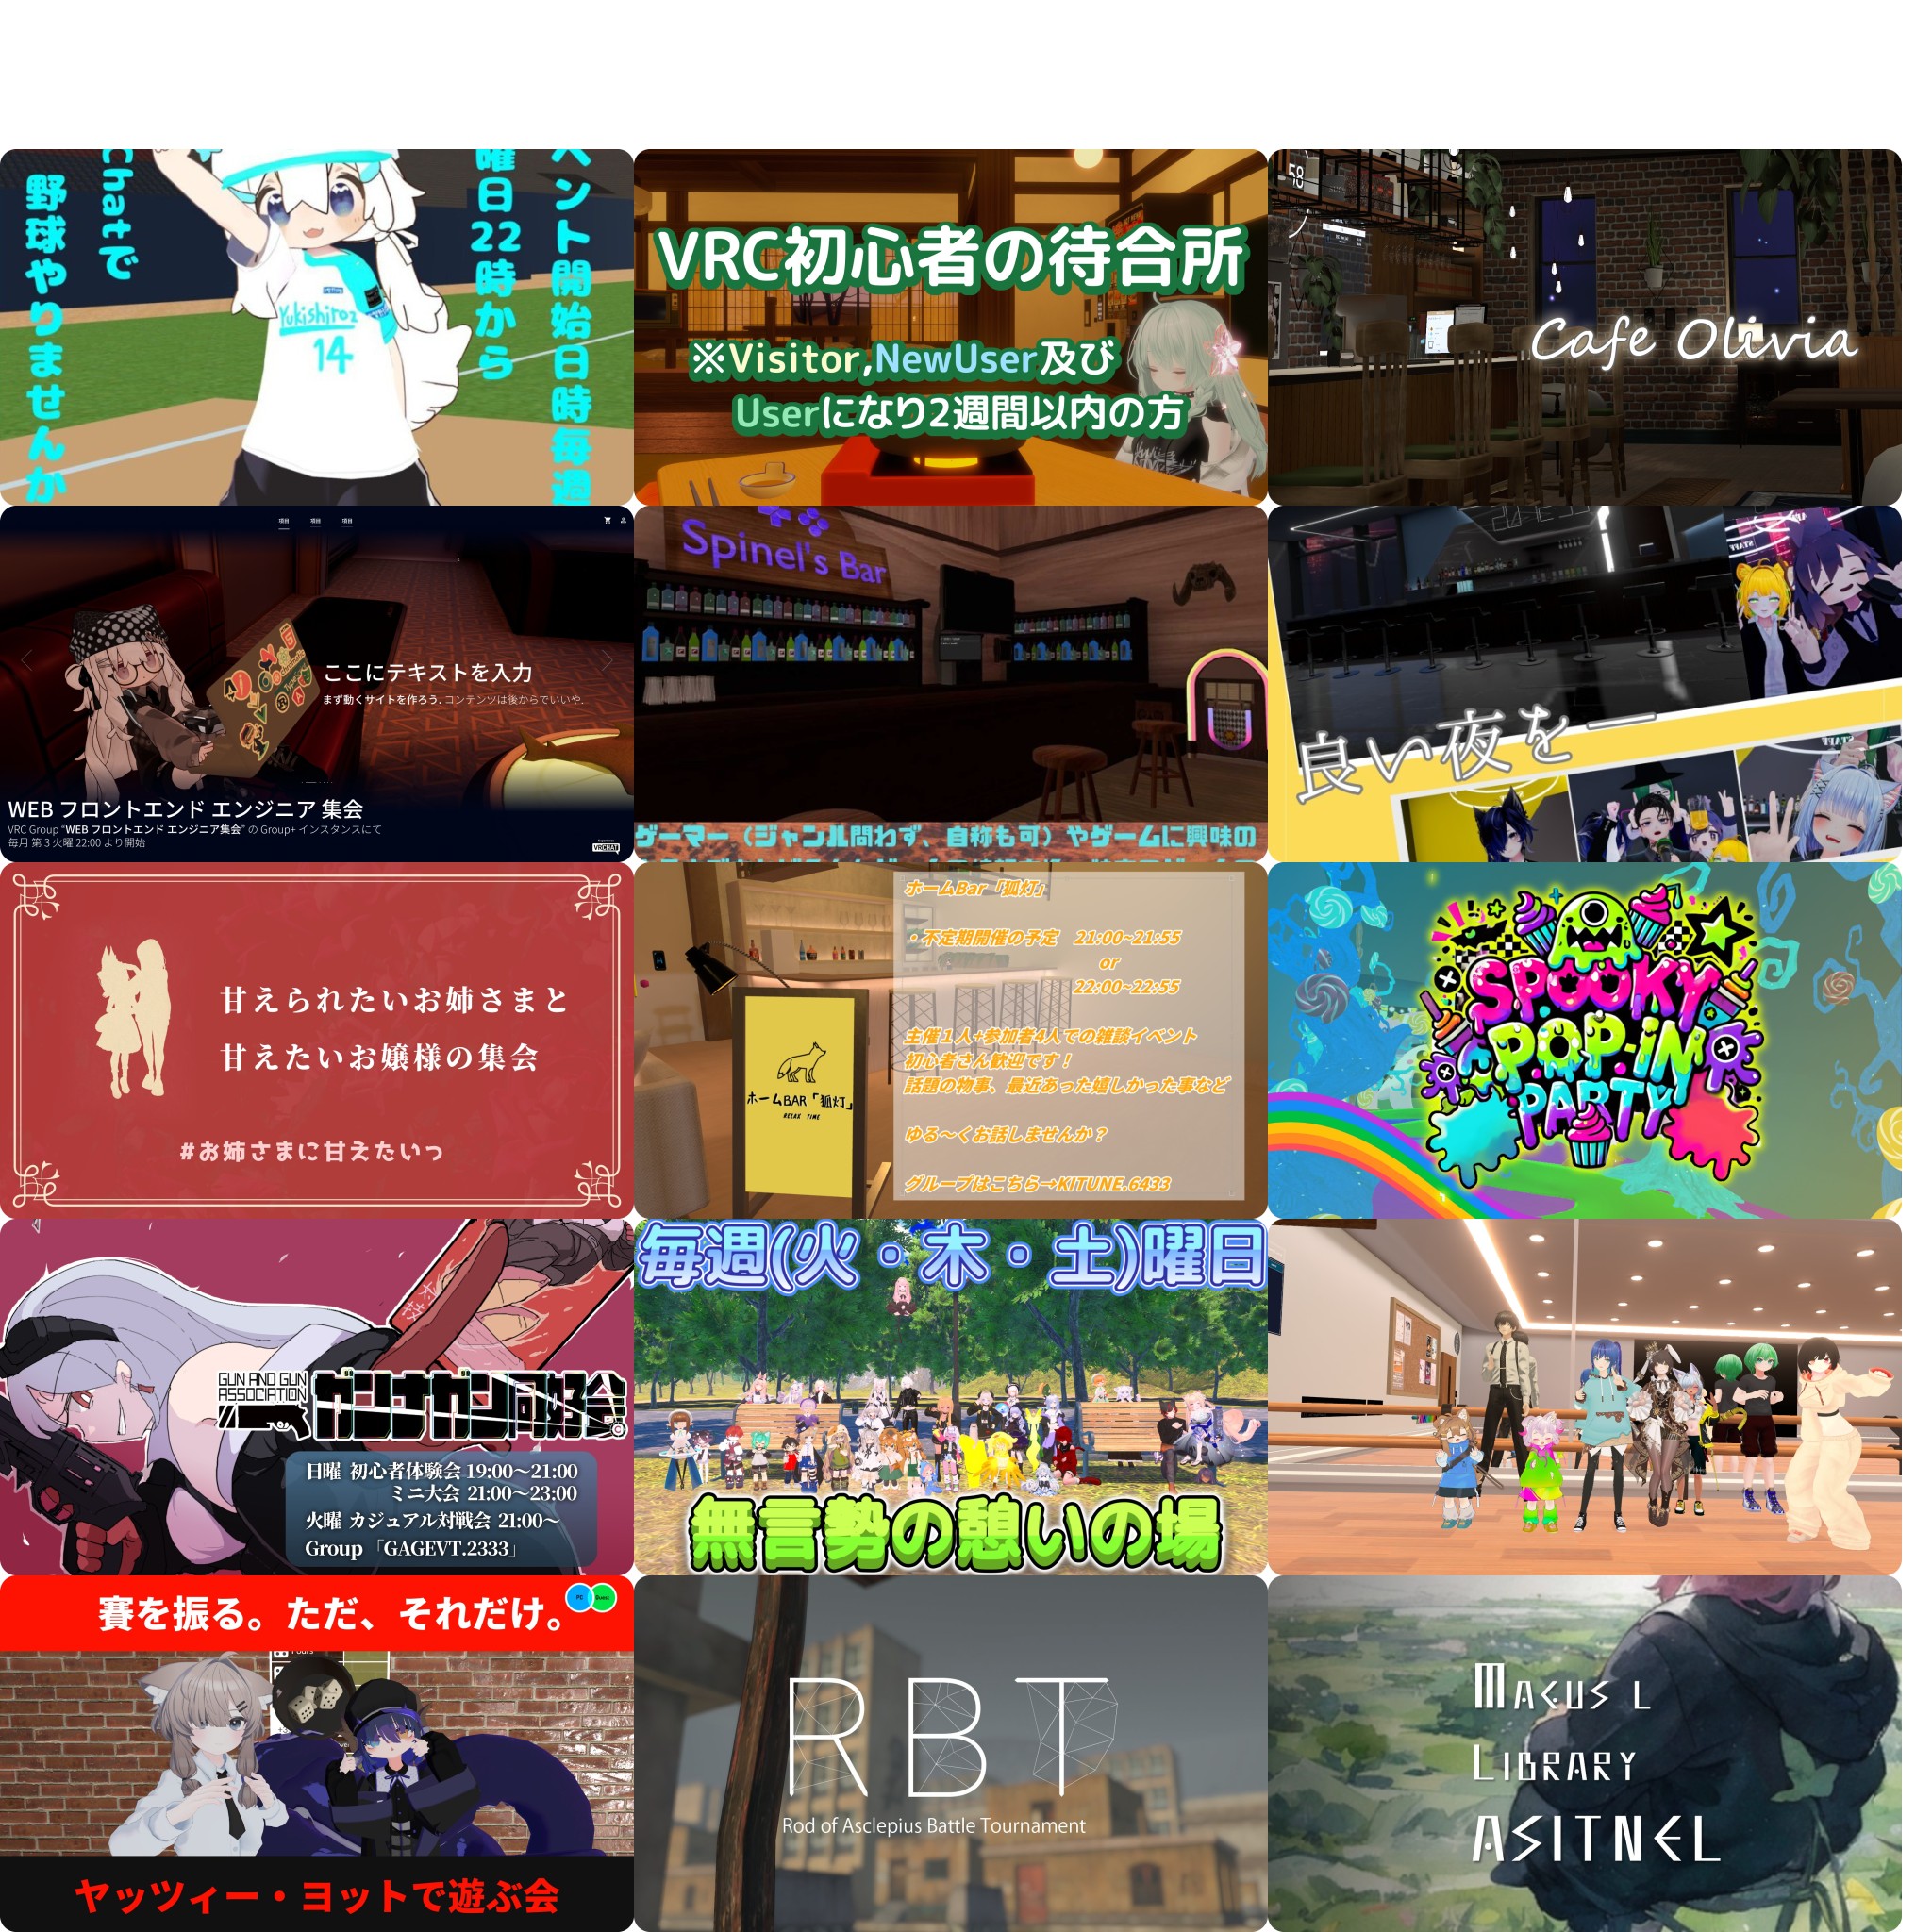 ベント開始日時毎週
曜日22時から
Chatで
野球やりませんか
Yukishiroz
14
VRC初心者の待合所
※Visitor,NewUser及び
Userになり2週間以内の方
58
Cafe Olivia
項目 項目 項目
ここにテキストを入力
まず動くサイトを作ろう。コンテンツは後からでいいや。
WEB フロントエンド エンジニア 集会
VRC Group "WEB フロントエンド エンジニア集会" の Group+ インスタンスにて
毎月 第 3 火曜 22:00 より開始
VRCHAT
Spinel's Bar
ゲーマー（ジャンル問わず、自称も可）やゲームに興味の
STAFF
良い夜を―
STAFF
甘えられたいお姉さまと
甘えたいお嬢様の集会
#お姉さまに甘えたいっ
ホームBar「狐灯」
・不定期開催の予定 21:00~21:55
or
22:00~22:55
主催１人+参加者4人での雑談イベント
初心者さん歓迎です！
話題の物事、最近あった嬉しかった事など
ゆる～くお話しませんか？
グループはこちら→KITUNE.6433
ホームBAR「狐灯」
RELAX TIME
SPOOKY
POP-IN
PARTY
GUN AND GUN
ASSOCIATION
ガンナガン同好会
日曜 初心者体験会 19:00～21:00
ミニ大会 21:00～23:00
火曜 カジュアル対戦会 21:00～
Group 「GAGEVT.2333」
毎週(火・木・土)曜日
無言勢の憩いの場
賽を振る。ただ、それだけ。
PC Quest
ヤッツィー・ヨットで遊ぶ会
RBT
Rod of Asclepius Battle Tournament
MACUS L
LIBRARY
ASITNEL